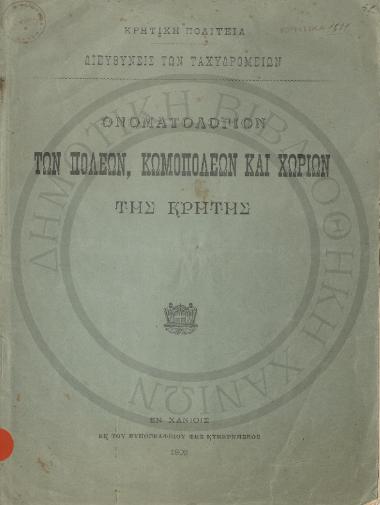 ΚΡΗΤΙΚΗ ΠΟΛΙΤΕΙΑ
ΔΙΕΥΘΥΝΣΙΣ ΤΩΝ ΤΑΧΥΔΡΟΜΕΙΩΝ
ΟΝΟΜΑΤΟΛΟΓΙΟΝ
ΤΩΝ ΠΟΛΕΩΝ, ΚΩΜΟΠΟΛΕΩΝ ΚΑΙ ΧΩΡΙΩΝ
ΤΗΣ ΚΡΗΤΗΣ
ΔΗΜΟΤΙΚΗ ΒΙΒΛΙΟΘΗΚΗ ΧΑΝΙΩΝ
ΕΝ ΧΑΝΙΟΙΣ
ΕΚ ΤΟΥ ΤΥΠΟΓΡΑΦΕΙΟΥ ΤΗΣ ΚΥΒΕΡΝΗΣΕΩΣ